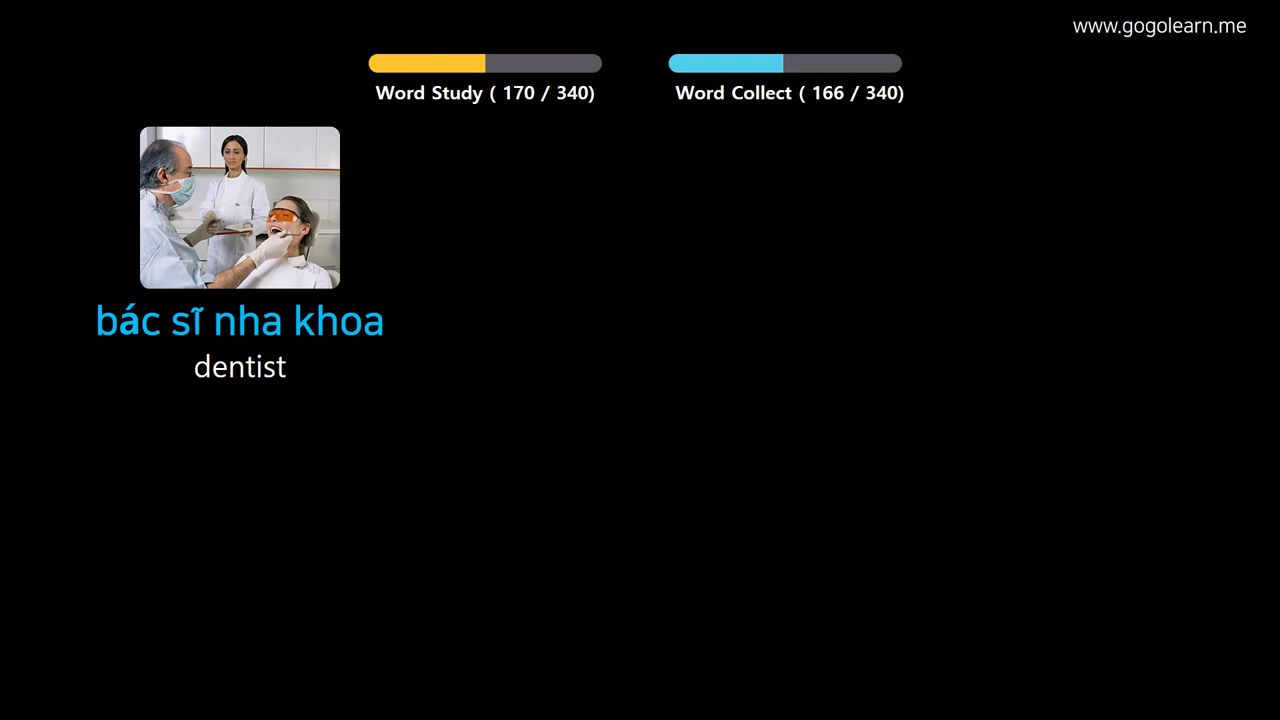 www.gogolearn.me
Word Study ( 170 / 340)
Word Collect ( 166 / 340)
bác sĩ nha khoa
dentist